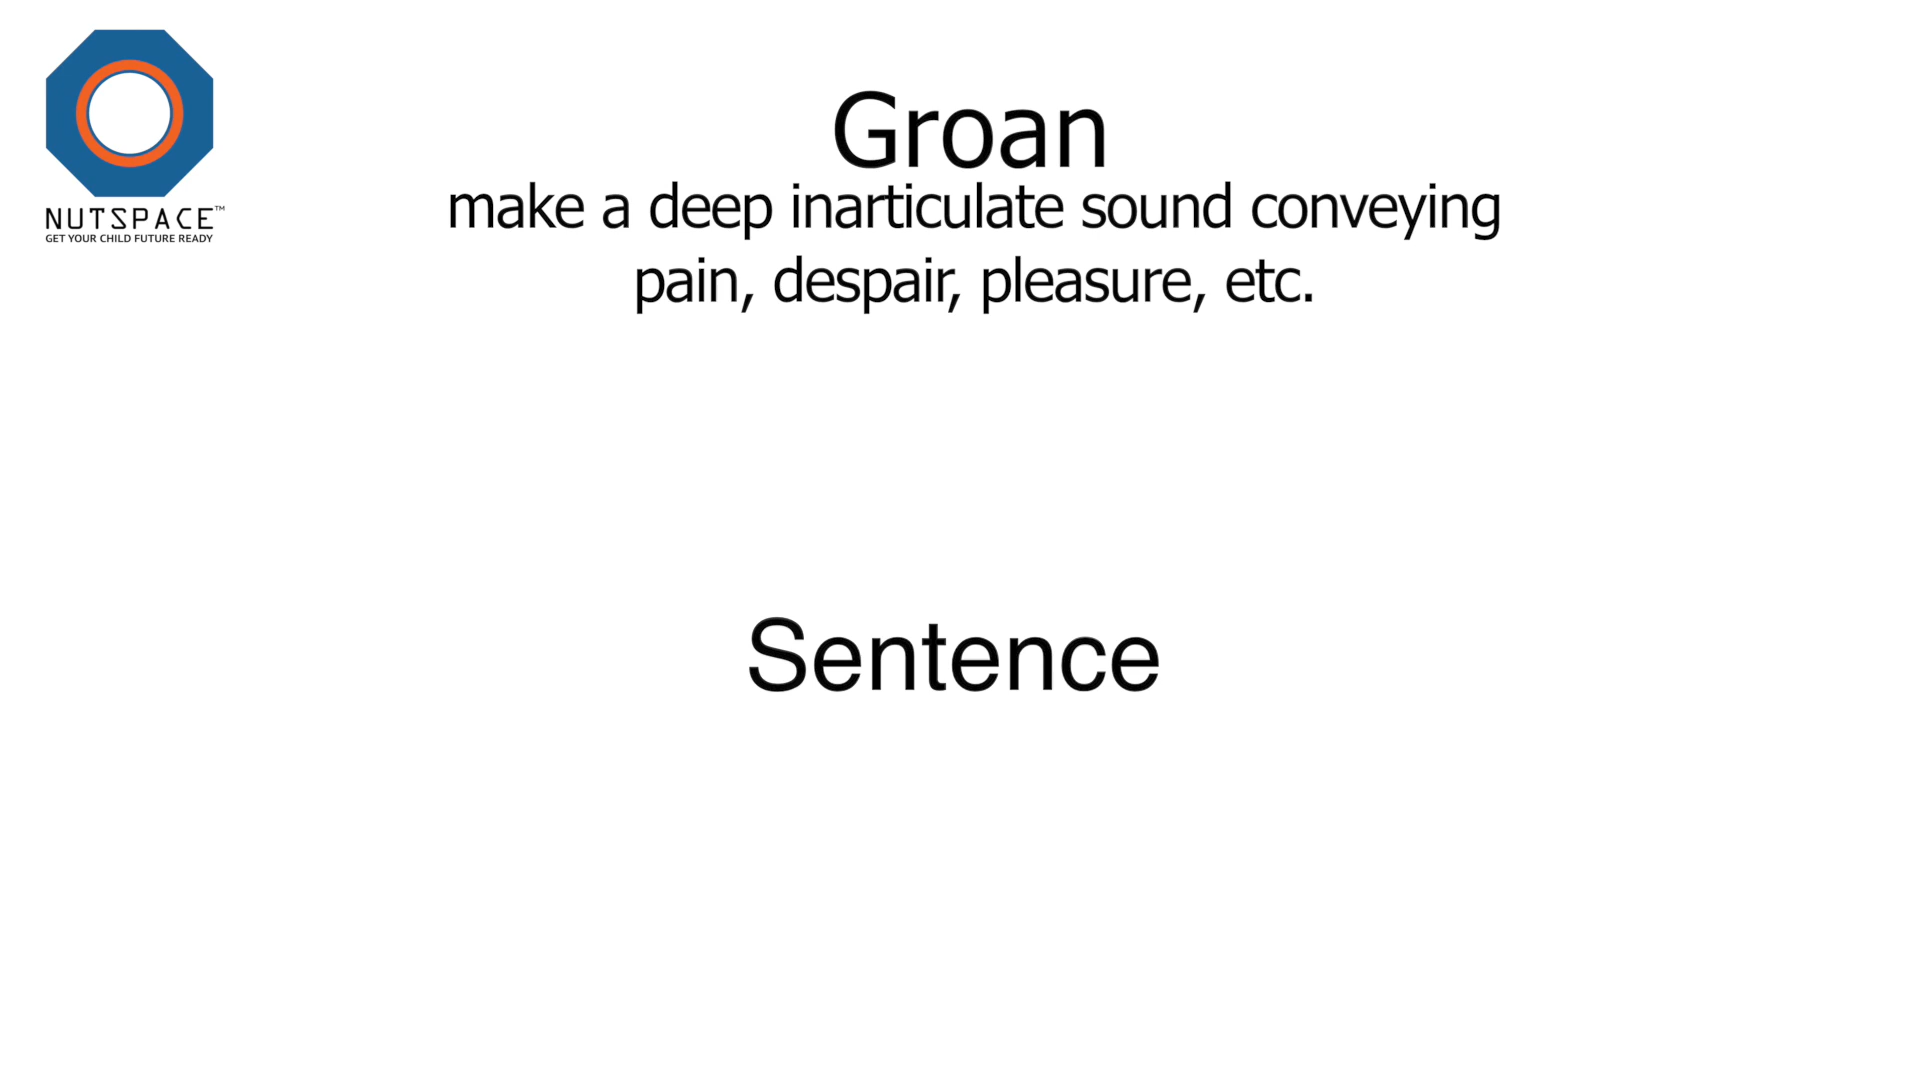 NUTSPACE™
GET YOUR CHILD FUTURE READY
Groan
make a deep inarticulate sound conveying
pain, despair, pleasure, etc.
Sentence